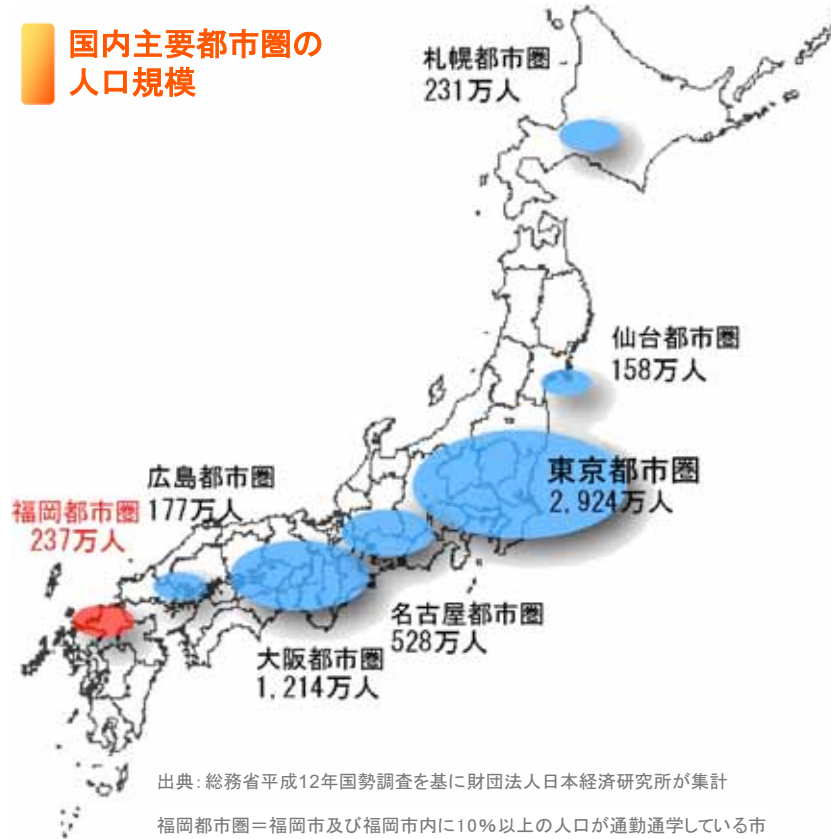 国内主要都市圏の
人口規模
札幌都市圏
231万人
仙台都市圏
158万人
東京都市圏
2,924万人
広島都市圏
177万人
福岡都市圏
237万人
名古屋都市圏
528万人
大阪都市圏
1,214万人
出典:総務省平成12年国勢調査を基に財団法人日本経済研究所が集計
福岡都市圏=福岡市及び福岡市内に10%以上の人口が通勤通学している市